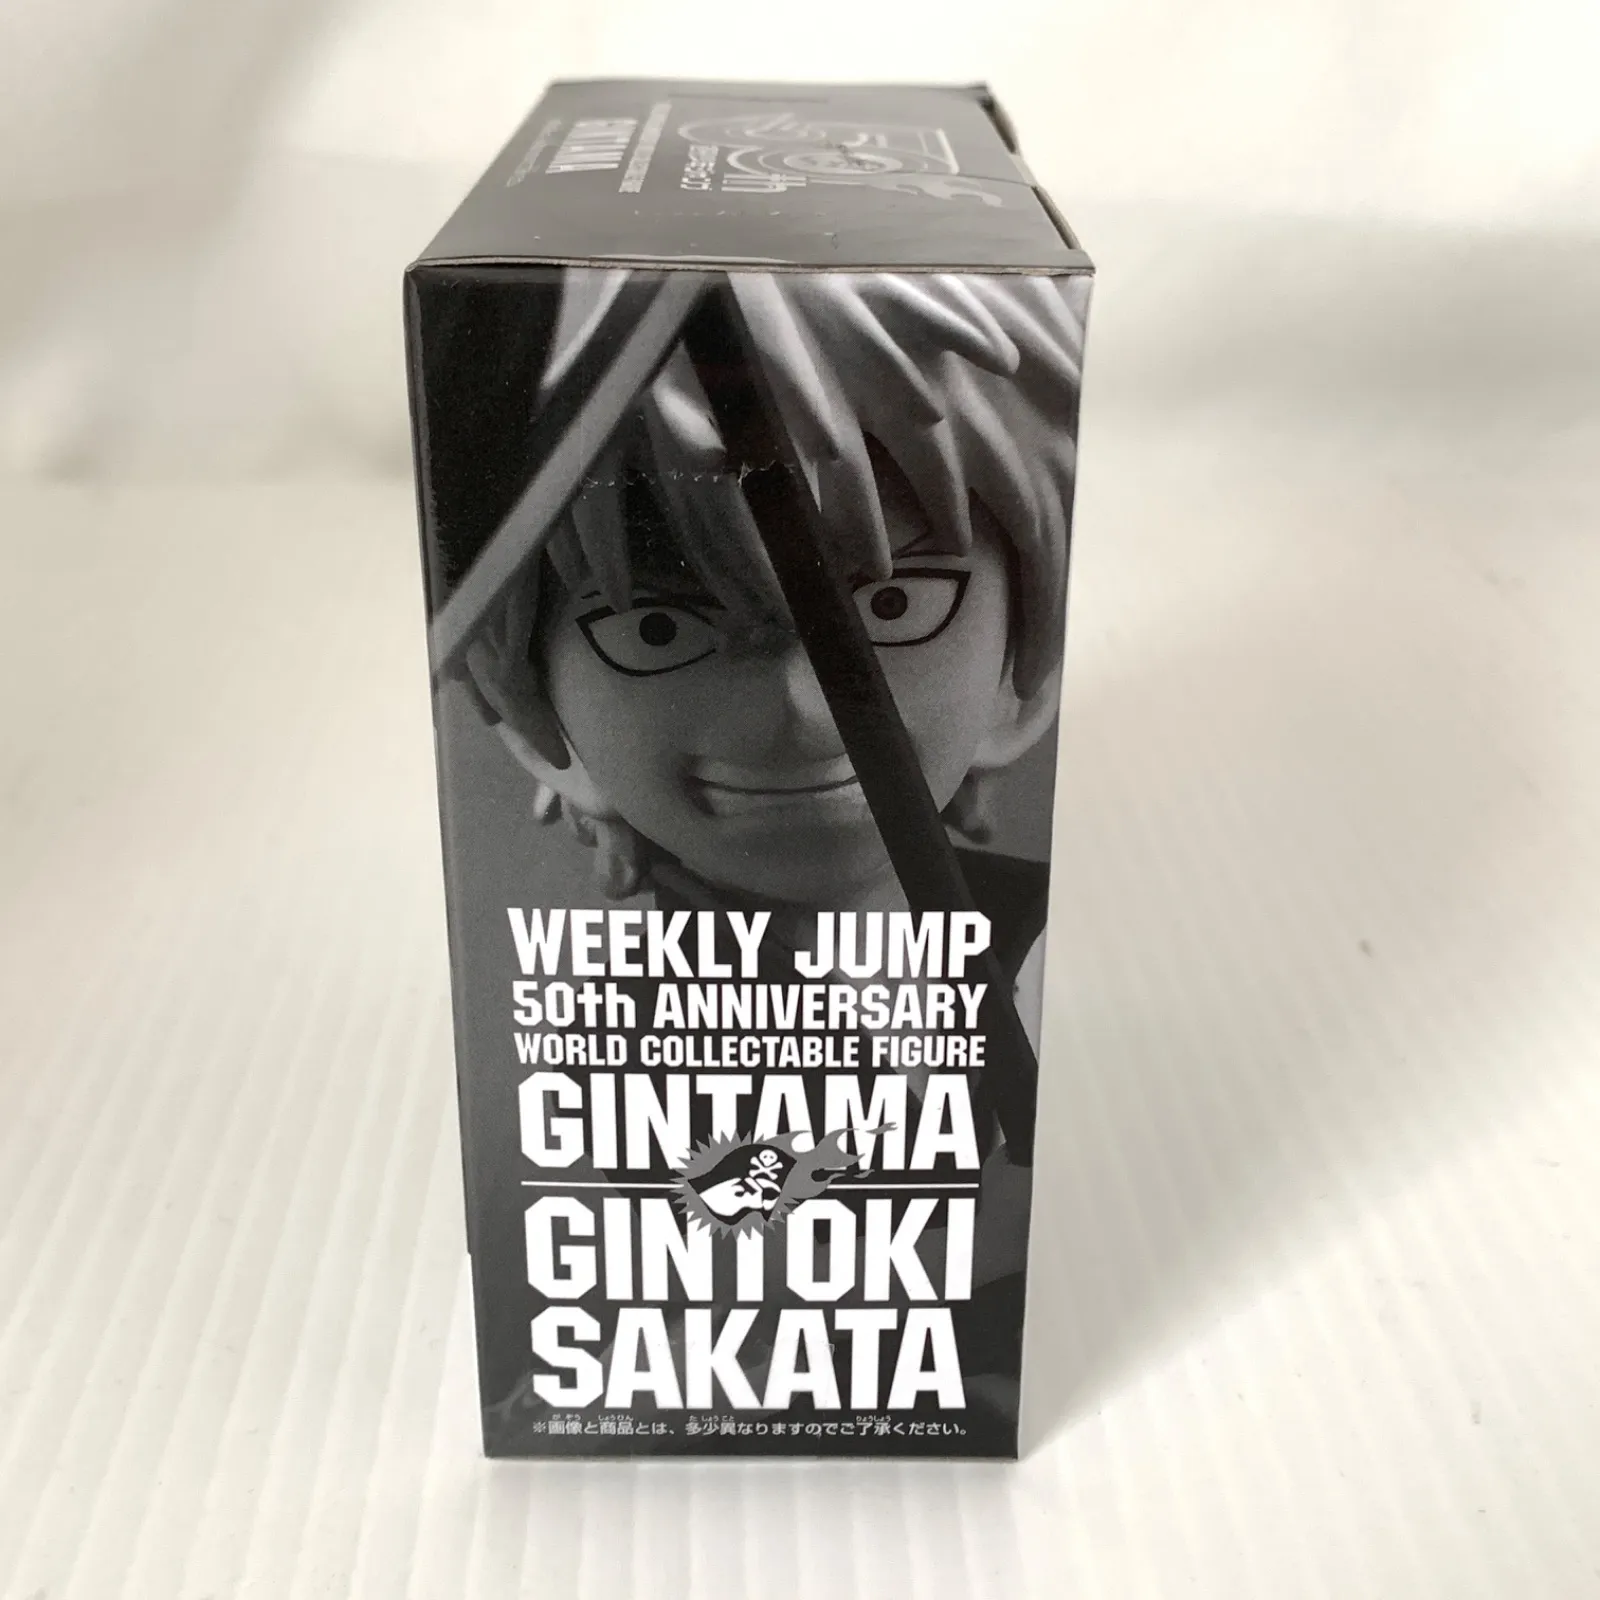 GINTAMA
WEEKLY JUMP
50th ANNIVERSARY
WORLD COLLECTABLE FIGURE
GINTAMA
GINTOKI
SAKATA
※画像と商品とは、多少異なりますのでご了承ください。